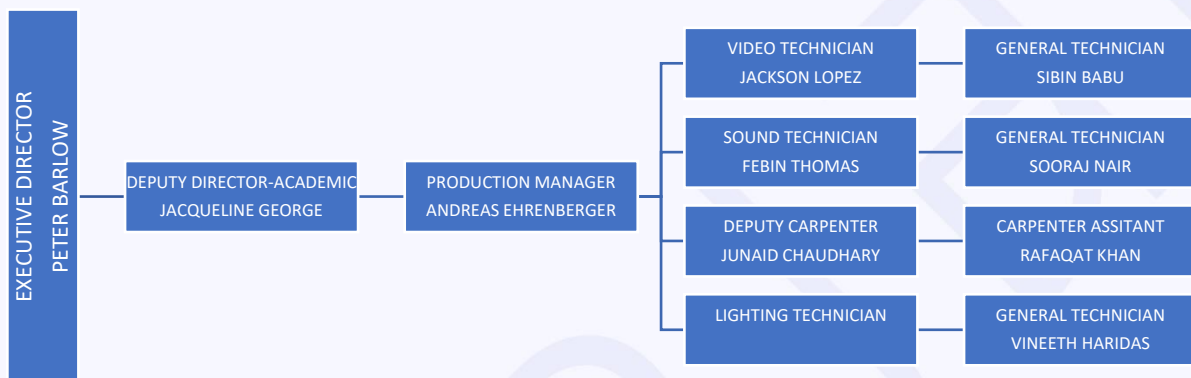 EXECUTIVE DIRECTOR
PETER BARLOW
DEPUTY DIRECTOR-ACADEMIC
JACQUELINE GEORGE
PRODUCTION MANAGER
ANDREAS EHRENBERGER
VIDEO TECHNICIAN
JACKSON LOPEZ
GENERAL TECHNICIAN
SIBIN BABU
SOUND TECHNICIAN
FEBIN THOMAS
GENERAL TECHNICIAN
SOORAJ NAIR
DEPUTY CARPENTER
JUNAID CHAUDHARY
CARPENTER ASSITANT
RAFAQAT KHAN
LIGHTING TECHNICIAN
GENERAL TECHNICIAN
VINEETH HARIDAS